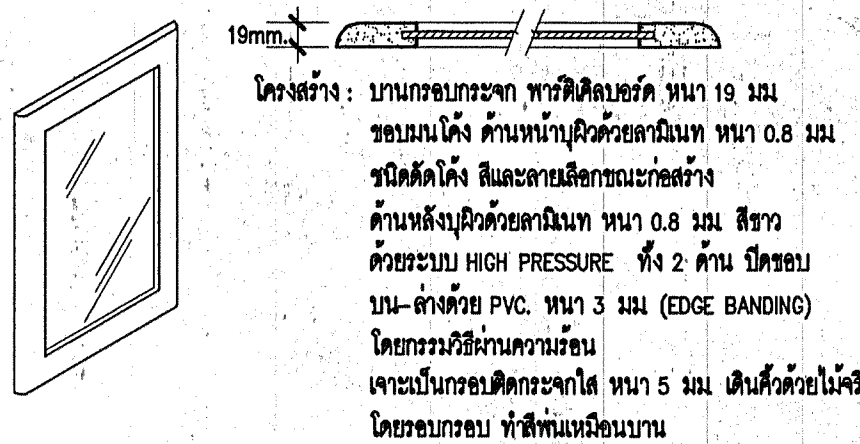 19mm.
โครงสร้าง : บานกรอบกระจก พาร์ติเคิลบอร์ด หนา 19 มม
ขอบมนโค้ง ด้านหน้าบุผิวด้วยลามิเนท หนา 0.8 มม
ชนิดดัดโค้ง สีและลายเลือกขณะก่อสร้าง
ด้านหลังบุผิวด้วยลามิเนท หนา 0.8 มม สีขาว
ด้วยระบบ HIGH PRESSURE ทั้ง 2 ด้าน ปิดขอบ
บน-ล่างด้วย PVC. หนา 3 มม (EDGE BANDING)
โดยกรรมวิธีผ่านความร้อน
เจาะเป็นกรอบติดกระจกใส หนา 5 มม เดินคิ้วด้วยไม้จริ
โดยรอบกรอบ ทำสีพ่นเหมือนบาน